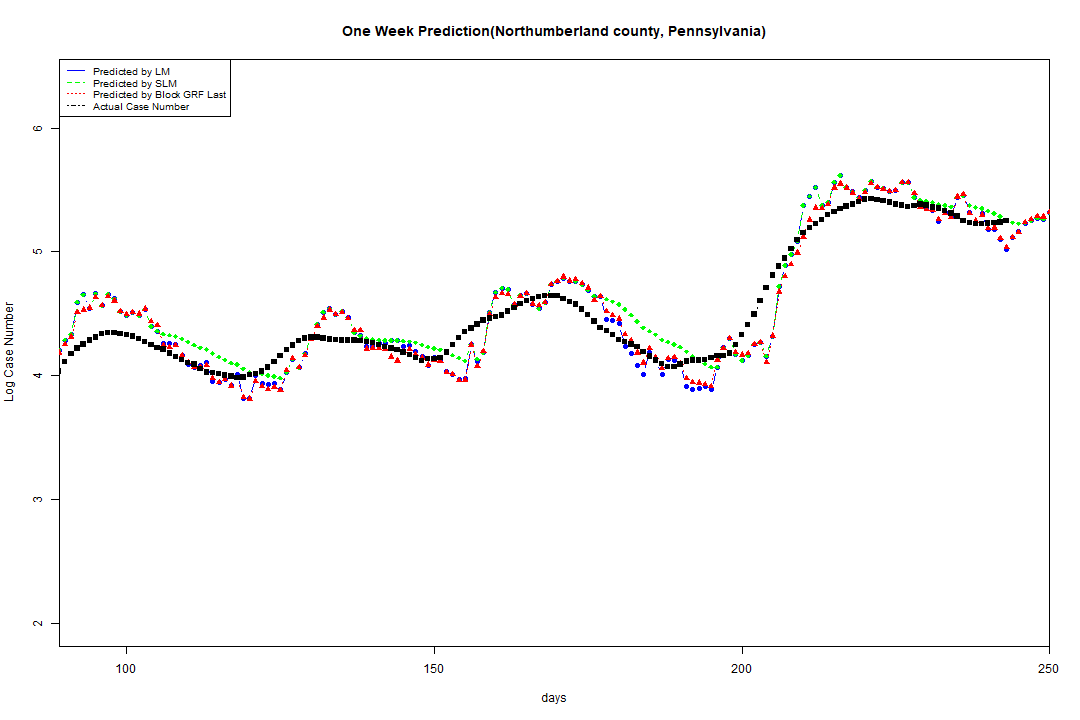 One Week Prediction(Northumberland county, Pennsylvania)
Predicted by LM
Predicted by SLM
Predicted by Block GRF Last
Actual Case Number
6
5
4
3
2
Log Case Number
100 150 200 250
days